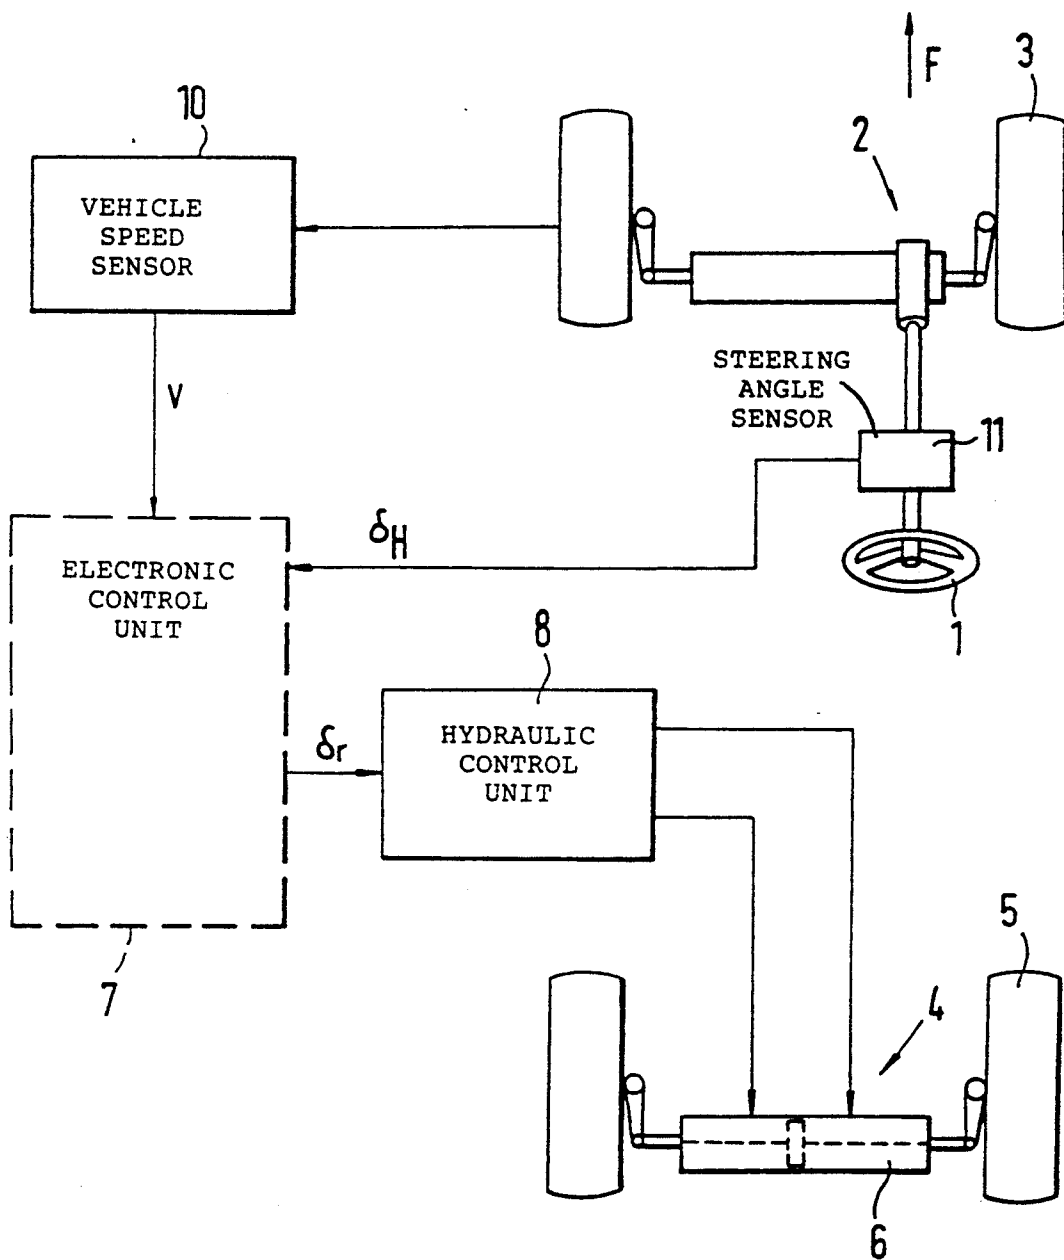 F
3
10
2
VEHICLE
SPEED
SENSOR
STEERING
ANGLE
SENSOR
11
V
δH
ELECTRONIC
CONTROL
UNIT
1
8
δr
HYDRAULIC
CONTROL
UNIT
5
7
4
6